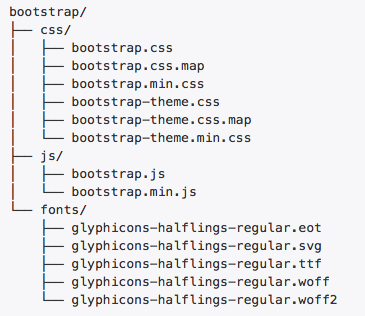 bootstrap/
├── css/
│   ├── bootstrap.css
│   ├── bootstrap.css.map
│   ├── bootstrap.min.css
│   ├── bootstrap-theme.css
│   ├── bootstrap-theme.css.map
│   └── bootstrap-theme.min.css
├── js/
│   ├── bootstrap.js
│   └── bootstrap.min.js
└── fonts/
    ├── glyphicons-halflings-regular.eot
    ├── glyphicons-halflings-regular.svg
    ├── glyphicons-halflings-regular.ttf
    ├── glyphicons-halflings-regular.woff
    └── glyphicons-halflings-regular.woff2